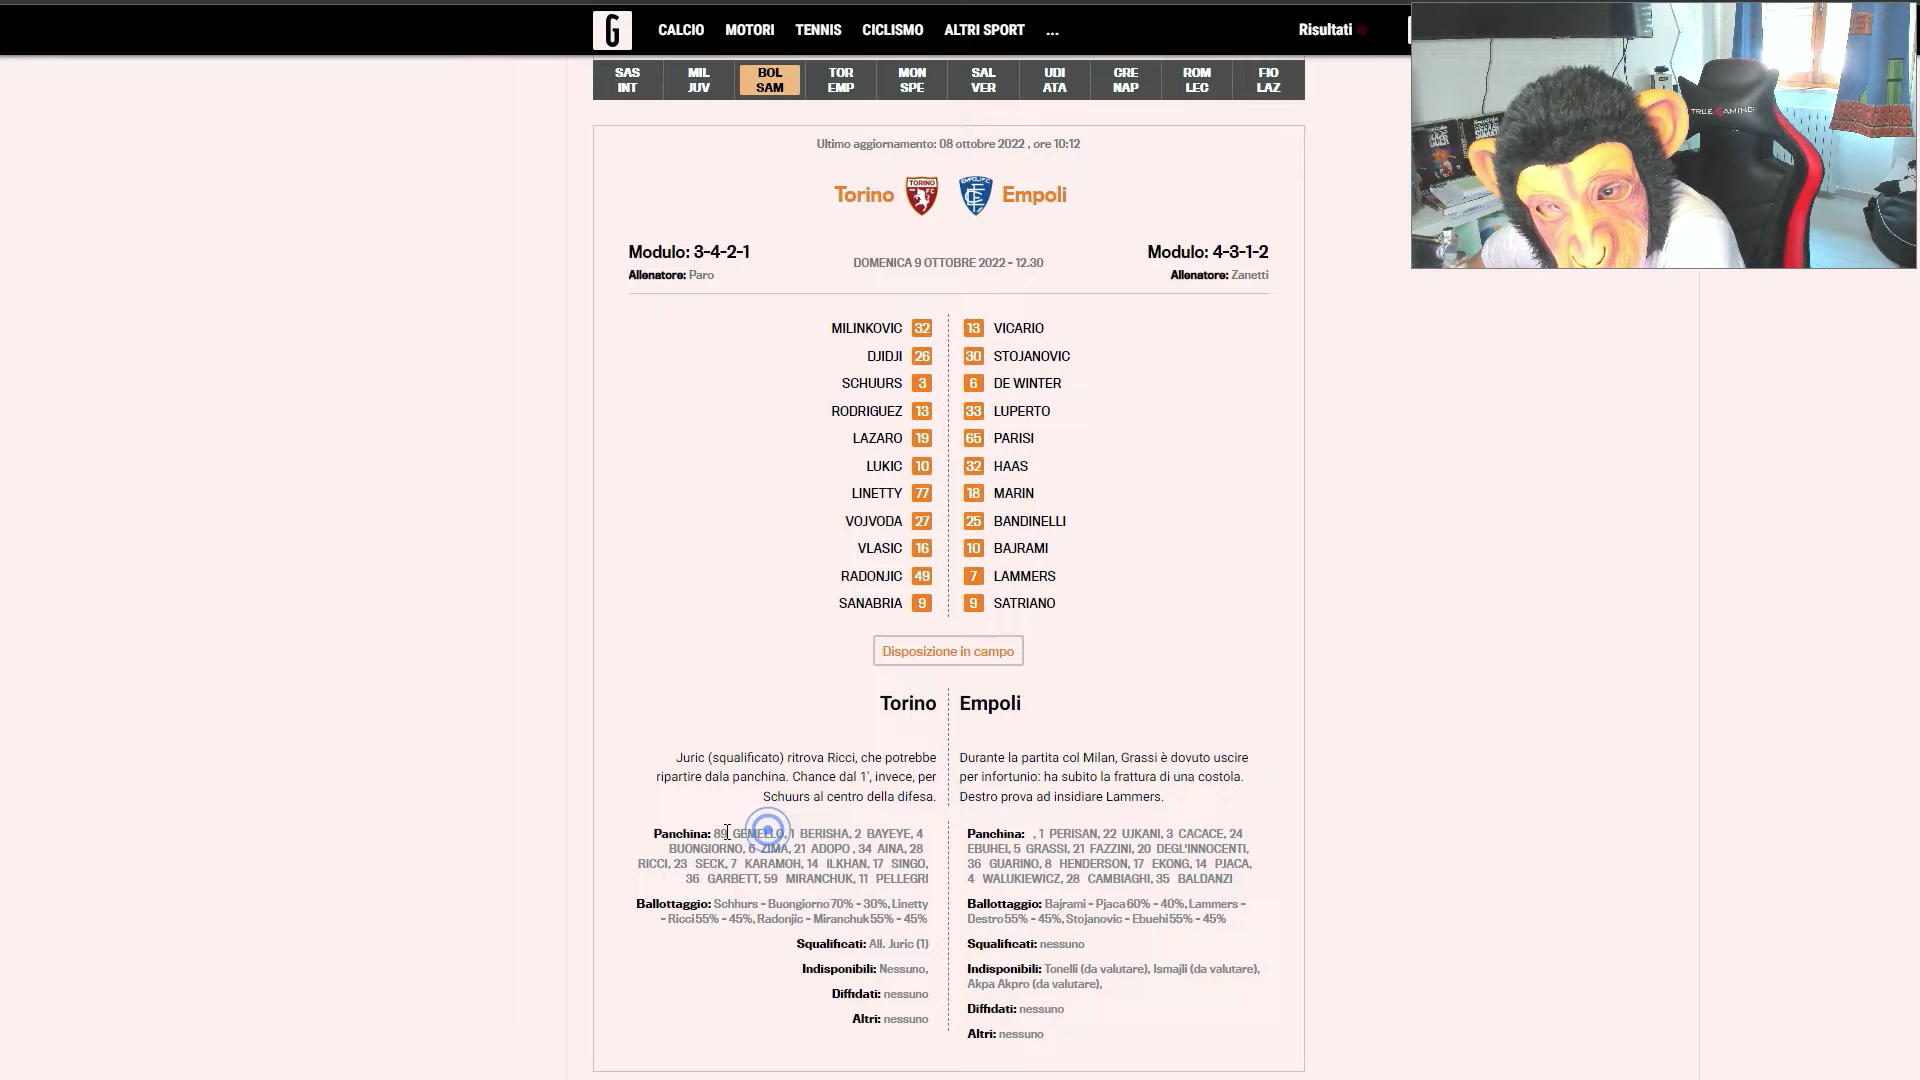 G CALCIO MOTORI TENNIS CICLISMO ALTRI SPORT ... Risultati
SAS MIL BOL TOR MON SAL UDI CRE ROM FIO
INT JUV SAM EMP SPE VER ATA NAP LEC LAZ
TRUE GAMING
Ultimo aggiornamento: 08 ottobre 2022 , ore 10:12
Torino Empoli
Modulo: 3-4-2-1 Modulo: 4-3-1-2
DOMENICA 9 OTTOBRE 2022 - 12.30
Allenatore: Paro Allenatore: Zanetti
MILINKOVIC 32 13 VICARIO
DJIDJI 26 30 STOJANOVIC
SCHUURS 3 6 DE WINTER
RODRIGUEZ 13 33 LUPERTO
LAZARO 19 65 PARISI
LUKIC 10 32 HAAS
LINETTY 77 18 MARIN
VOJVODA 27 25 BANDINELLI
VLASIC 16 10 BAJRAMI
RADONJIC 49 7 LAMMERS
SANABRIA 9 9 SATRIANO
Disposizione in campo
Torino
Juric (squalificato) ritrova Ricci, che potrebbe
ripartire dala panchina. Chance dal 1', invece, per
Schuurs al centro della difesa.
Panchina: 89 GEMELLO, 1 BERISHA, 2 BAYEYE, 4
BUONGIORNO, 6 ZIMA, 21 ADOPO , 34 AINA, 28
RICCI, 23 SECK, 7 KARAMOH, 14 ILKHAN, 17 SINGO,
36 GARBETT, 59 MIRANCHUK, 11 PELLEGRI
Ballottaggio: Schhurs - Buongiorno 70% - 30%, Linetty
- Ricci 55% - 45%, Radonjic - Miranchuk 55% - 45%
Squalificati: All. Juric (1)
Indisponibili: Nessuno,
Diffidati: nessuno
Altri: nessuno
Empoli
Durante la partita col Milan, Grassi è dovuto uscire
per infortunio: ha subito la frattura di una costola.
Destro prova ad insidiare Lammers.
Panchina: , 1 PERISAN, 22 UJKANI, 3 CACACE, 24
EBUHEI, 5 GRASSI, 21 FAZZINI, 20 DEGL'INNOCENTI,
36 GUARINO, 8 HENDERSON, 17 EKONG, 14 PJACA,
4 WALUKIEWICZ, 28 CAMBIAGHI, 35 BALDANZI
Ballottaggio: Bajrami - Pjaca 60% - 40%, Lammers -
Destro 55% - 45%, Stojanovic - Ebuehi 55% - 45%
Squalificati: nessuno
Indisponibili: Tonelli (da valutare), Ismajli (da valutare),
Akpa Akpro (da valutare),
Diffidati: nessuno
Altri: nessuno